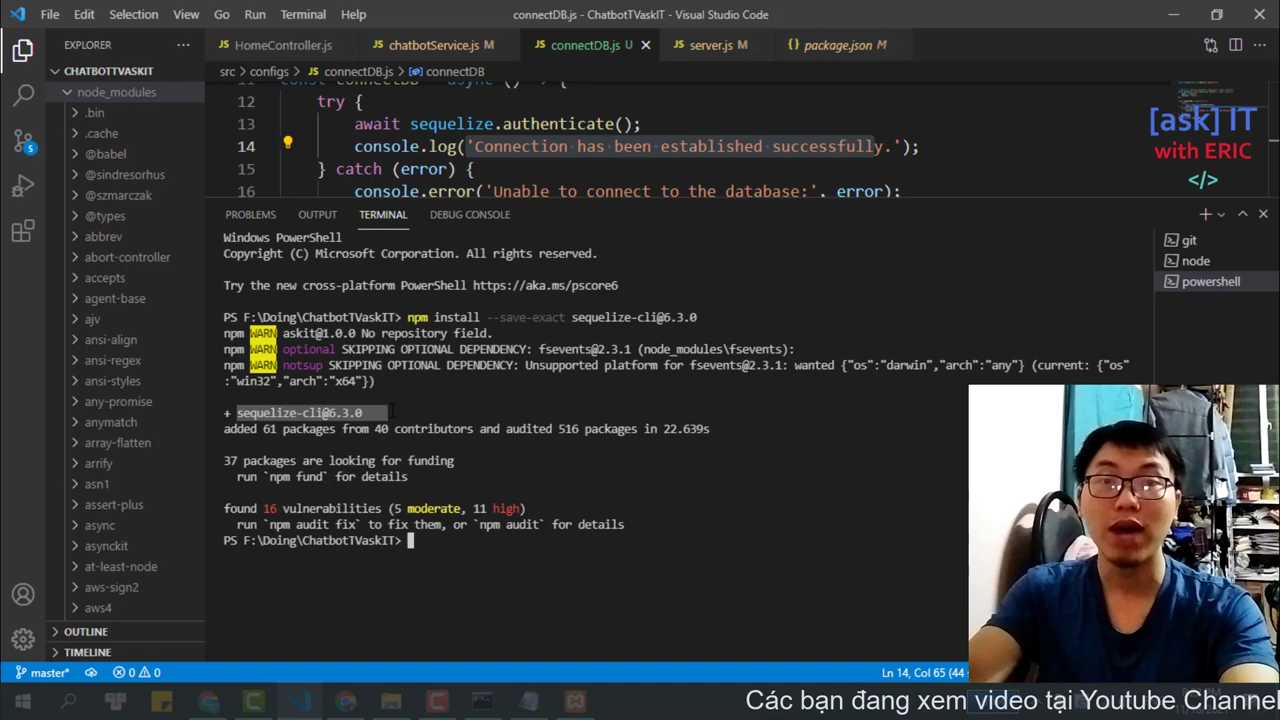 File Edit Selection View Go Run Terminal Help
connectDB.js - ChatbotTVaskIT - Visual Studio Code
EXPLORER
HomeController.js
chatbotService.js M
connectDB.js U
server.js M
package.json M
CHATBOTTVASKIT
src > configs > connectDB.js > connectDB
node_modules
.bin
.cache
@babel
@sindresorhus
@szmarczak
@types
abbrev
abort-controller
accepts
agent-base
ajv
ansi-align
ansi-regex
ansi-styles
any-promise
anymatch
array-flatten
arrify
asn1
assert-plus
async
asynckit
at-least-node
aws-sign2
aws4
OUTLINE
TIMELINE
5
12 try {
13 await sequelize.authenticate();
14 console.log('Connection has been established successfully.');
15 } catch (error) {
16 console.error('Unable to connect to the database:', error);
[ask] IT
with ERIC
</>
PROBLEMS OUTPUT TERMINAL DEBUG CONSOLE
git
node
powershell
Windows PowerShell
Copyright (C) Microsoft Corporation. All rights reserved.
Try the new cross-platform PowerShell https://aka.ms/pscore6
PS F:\Doing\ChatbotTVaskIT> npm install --save-exact sequelize-cli@6.3.0
npm WARN askit@1.0.0 No repository field.
npm WARN optional SKIPPING OPTIONAL DEPENDENCY: fsevents@2.3.1 (node_modules\fsevents):
npm WARN notsup SKIPPING OPTIONAL DEPENDENCY: Unsupported platform for fsevents@2.3.1: wanted {"os":"darwin","arch":"any"} (current: {"os"
:"win32","arch":"x64"})
+ sequelize-cli@6.3.0
added 61 packages from 40 contributors and audited 516 packages in 22.639s
37 packages are looking for funding
run `npm fund` for details
found 16 vulnerabilities (5 moderate, 11 high)
run `npm audit fix` to fix them, or `npm audit` for details
PS F:\Doing\ChatbotTVaskIT>
master*
0 0
Ln 14, Col 65 (44
Các bạn đang xem video tại Youtube Channel